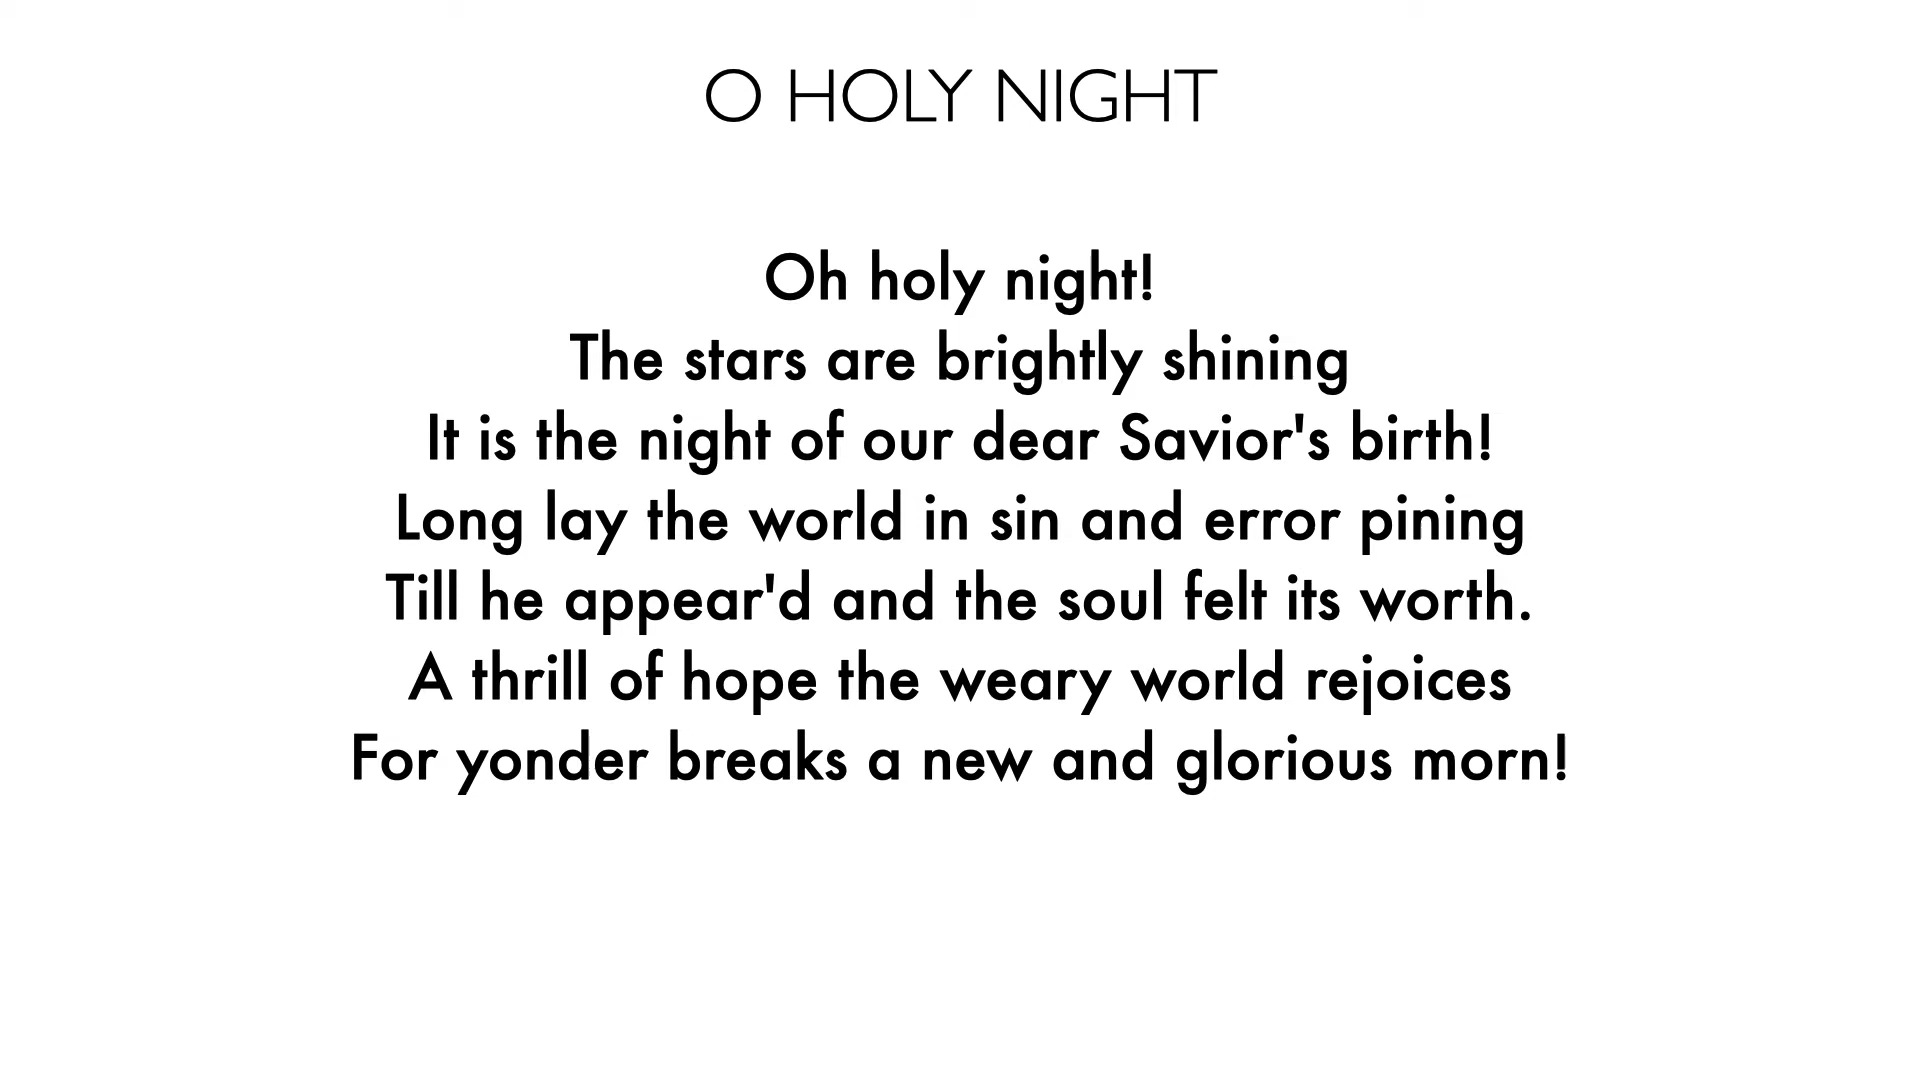 O HOLY NIGHT
Oh holy night!
The stars are brightly shining
It is the night of our dear Savior's birth!
Long lay the world in sin and error pining
Till he appear'd and the soul felt its worth.
A thrill of hope the weary world rejoices
For yonder breaks a new and glorious morn!